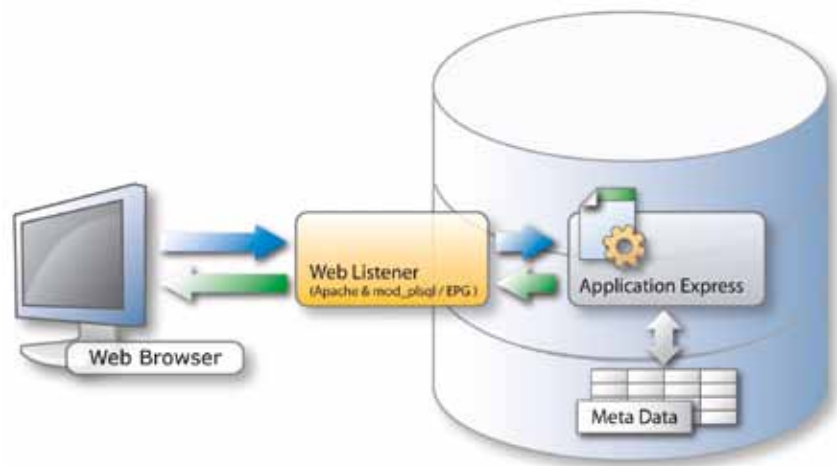 Web Browser
Web Listener
(Apache & mod_plsql / EPG )
Application Express
Meta Data